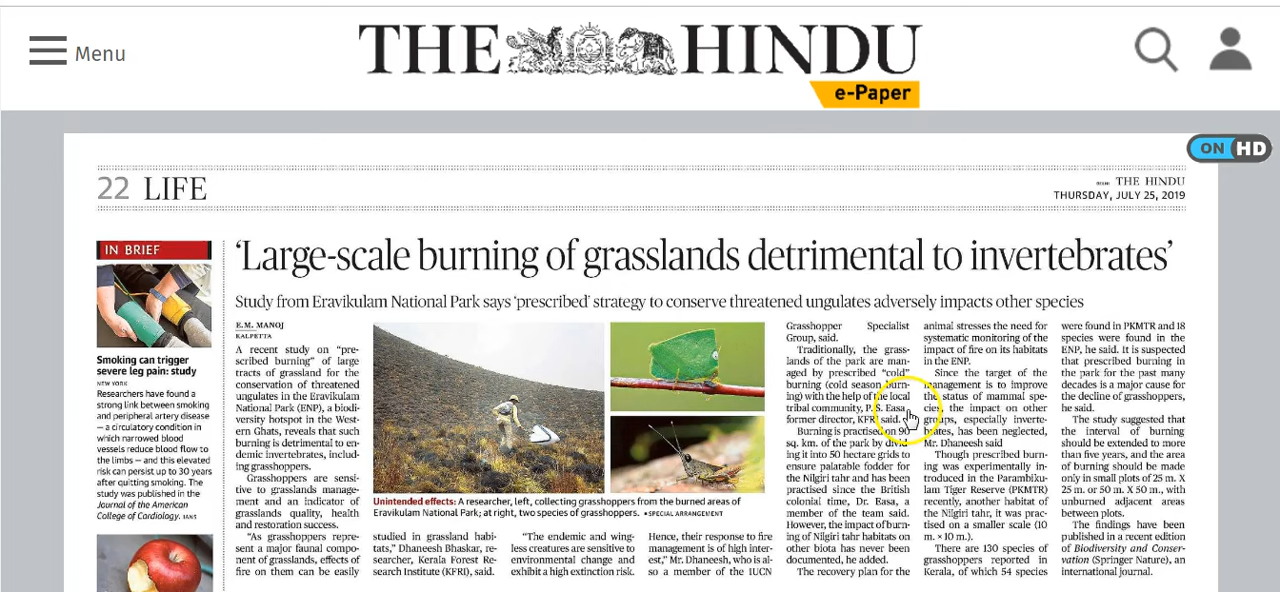 Menu
THE HINDU
e-Paper
ON HD
22 LIFE
THE HINDU
THURSDAY, JULY 25, 2019
IN BRIEF
Smoking can trigger
severe leg pain: study
NEW YORK
Researchers have found a
strong link between smoking
and peripheral artery disease
— a circulatory condition in
which narrowed blood
vessels reduce blood flow to
the limbs — and this elevated
risk can persist up to 30 years
after quitting smoking. The
study was published in the
Journal of the American
College of Cardiology. IANS
‘Large-scale burning of grasslands detrimental to invertebrates’
Study from Eravikulam National Park says ‘prescribed’ strategy to conserve threatened ungulates adversely impacts other species
E.M. MANOJ
KALPETTA
A recent study on “pre-
scribed burning” of large
tracts of grassland for the
conservation of threatened
ungulates in the Eravikulam
National Park (ENP), a biodi-
versity hotspot in the West-
ern Ghats, reveals that such
burning is detrimental to en-
demic invertebrates, includ-
ing grasshoppers.
Grasshoppers are sensi-
tive to grasslands manage-
ment and an indicator of
grasslands quality, health
and restoration success.
“As grasshoppers repre-
sent a major faunal compo-
nent of grasslands, effects of
fire on them can be easily
Unintended effects: A researcher, left, collecting grasshoppers from the burned areas of
Eravikulam National Park; at right, two species of grasshoppers. ▪SPECIAL ARRANGEMENT
studied in grassland habi-
tats,” Dhaneesh Bhaskar, re-
searcher, Kerala Forest Re-
search Institute (KFRI), said.
“The endemic and wing-
less creatures are sensitive to
environmental change and
exhibit a high extinction risk.
Hence, their response to fire
management is of high inter-
est,” Mr. Dhaneesh, who is al-
so a member of the IUCN
Grasshopper Specialist
Group, said.
Traditionally, the grass-
lands of the park are man-
aged by prescribed “cold”
burning (cold season burn-
ing) with the help of the local
tribal community, P. S. Easa,
former director, KFRI, said.
Burning is practised on 90
sq. km. of the park by divid-
ing it into 50 hectare grids to
ensure palatable fodder for
the Nilgiri tahr and has been
practised since the British
colonial time, Dr. Easa, a
member of the team said.
However, the impact of burn-
ing of Nilgiri tahr habitats on
other biota has never been
documented, he added.
The recovery plan for the
animal stresses the need for
systematic monitoring of the
impact of fire on its habitats
in the ENP.
Since the target of the
management is to improve
the status of mammal spe-
cies, the impact on other
groups, especially inverte-
brates, has been neglected,
Mr. Dhaneesh said
Though prescribed burn-
ing was experimentally in-
troduced in the Parambiku-
lam Tiger Reserve (PKMTR)
recently, another habitat of
the Nilgiri tahr, it was prac-
tised on a smaller scale (10
m. × 10 m.).
There are 130 species of
grasshoppers reported in
Kerala, of which 54 species
were found in PKMTR and 18
species were found in the
ENP, he said. It is suspected
that prescribed burning in
the park for the past many
decades is a major cause for
the decline of grasshoppers,
he said.
The study suggested that
the interval of burning
should be extended to more
than five years, and the area
of burning should be made
only in small plots of 25 m. X
25 m. or 50 m. X 50 m., with
unburned adjacent areas
between plots.
The findings have been
published in a recent edition
of Biodiversity and Conser-
vation (Springer Nature), an
international journal.